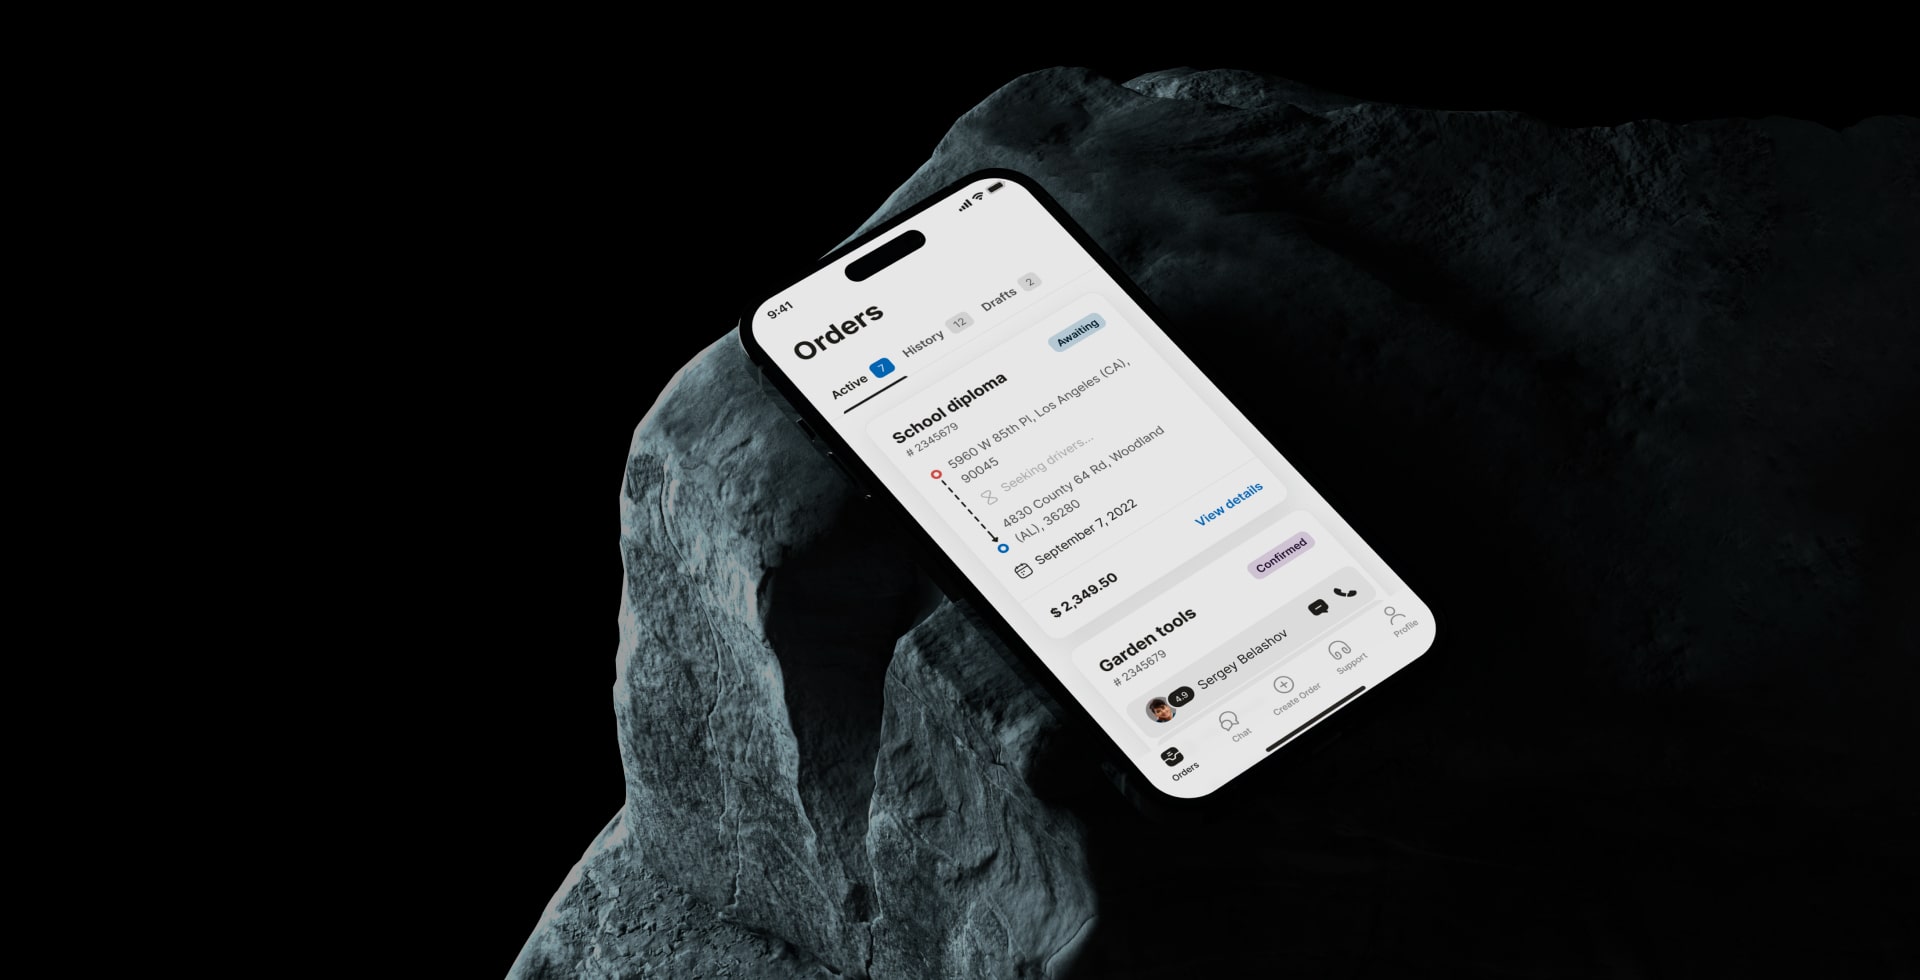 9:41
Orders
Active 7 History 12 Drafts 2
Awaiting
School diploma
# 2345679
5960 W 85th Pl, Los Angeles (CA),
90045
Seeking drivers...
4830 County 64 Rd, Woodland
(AL), 36280
September 7, 2022
$ 2,349.50
View details
Confirmed
Garden tools
# 2345679
4.9 Sergey Belashov
Orders
Chat
Create Order
Support
Profile